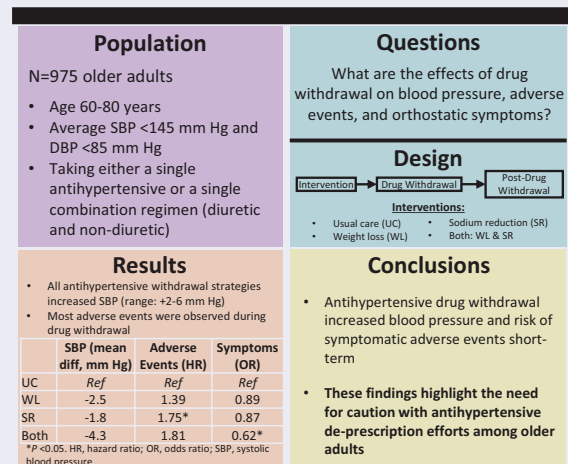 Population
N=975 older adults
• Age 60-80 years
• Average SBP <145 mm Hg and
DBP <85 mm Hg
• Taking either a single
antihypertensive or a single
combination regimen (diuretic
and non-diuretic)
Questions
What are the effects of drug
withdrawal on blood pressure, adverse
events, and orthostatic symptoms?
Design
Intervention
Drug Withdrawal
Post-Drug
Withdrawal
Interventions:
• Usual care (UC)
• Weight loss (WL)
• Sodium reduction (SR)
• Both: WL & SR
Results
• All antihypertensive withdrawal strategies
increased SBP (range: +2-6 mm Hg)
• Most adverse events were observed during
drug withdrawal
SBP (mean Adverse Symptoms
diff, mm Hg) Events (HR) (OR)
UC Ref Ref Ref
WL -2.5 1.39 0.89
SR -1.8 1.75* 0.87
Both -4.3 1.81 0.62*
*P <0.05. HR, hazard ratio; OR, odds ratio; SBP, systolic
blood pressure
Conclusions
• Antihypertensive drug withdrawal
increased blood pressure and risk of
symptomatic adverse events short-
term
• These findings highlight the need
for caution with antihypertensive
de-prescription efforts among older
adults